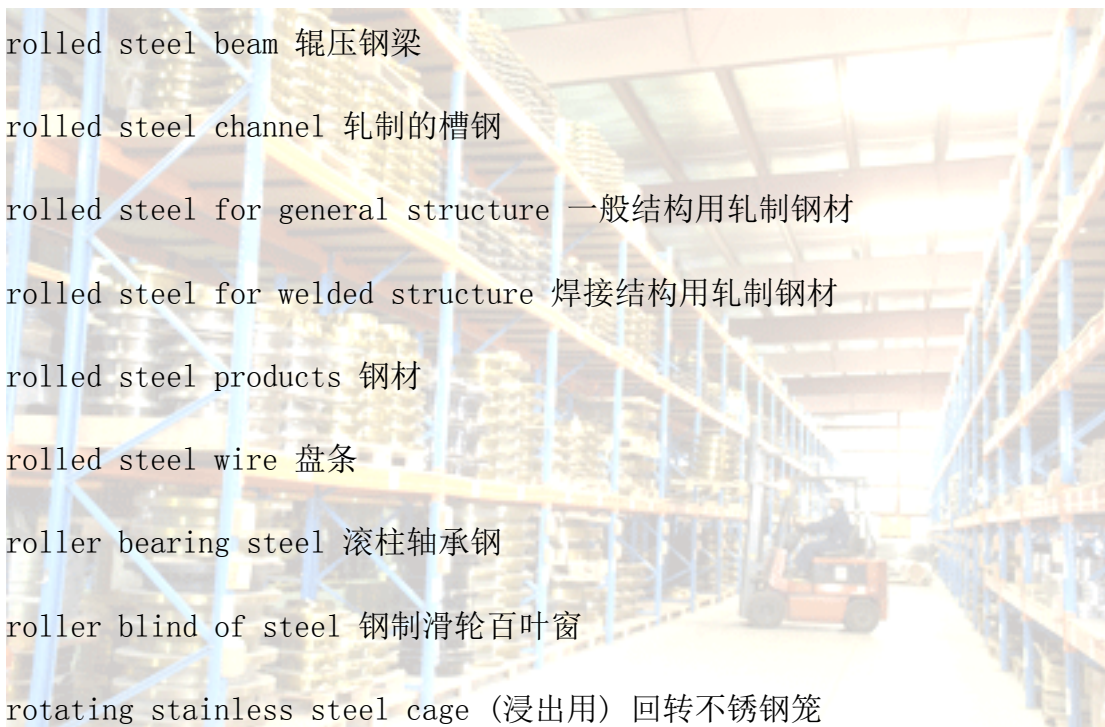 rolled steel beam 辊压钢梁
rolled steel channel 轧制的槽钢
rolled steel for general structure 一般结构用轧制钢材
rolled steel for welded structure 焊接结构用轧制钢材
rolled steel products 钢材
rolled steel wire 盘条
roller bearing steel 滚柱轴承钢
roller blind of steel 钢制滑轮百叶窗
rotating stainless steel cage (浸出用) 回转不锈钢笼